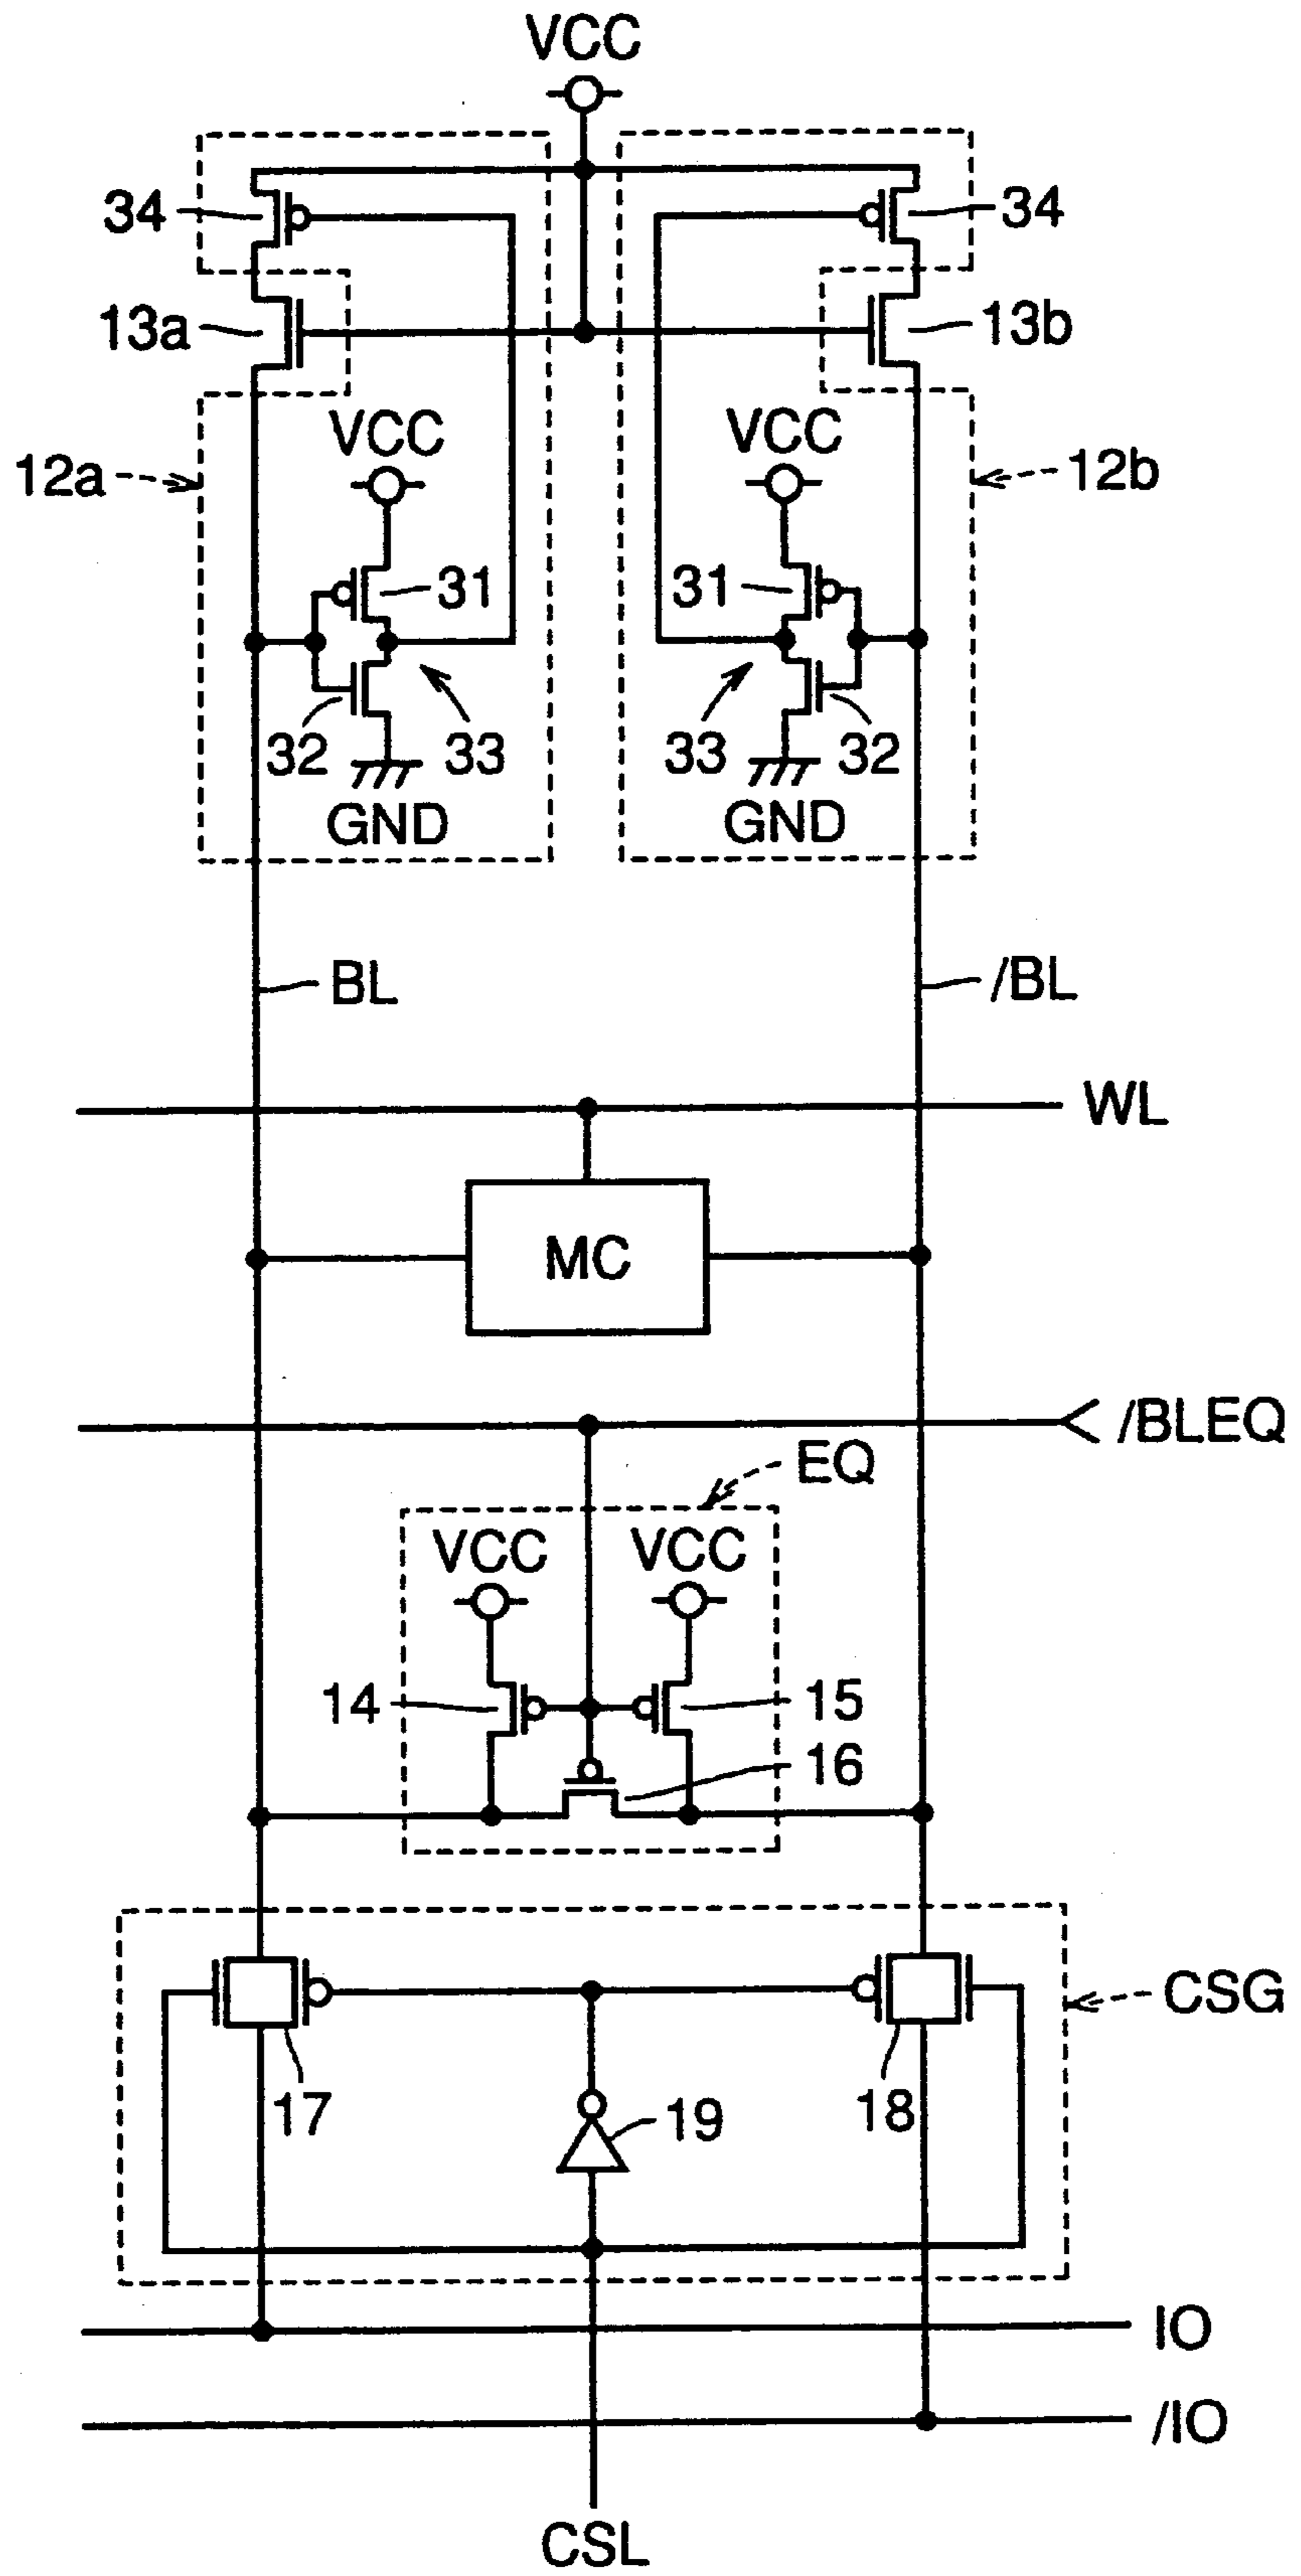 VCC
34
34
13a
13b
VCC
VCC
12a
12b
31
31
32
33
33
32
GND
GND
BL
/BL
WL
MC
/BLEQ
EQ
VCC
VCC
14
15
16
CSG
17
18
19
IO
/IO
CSL